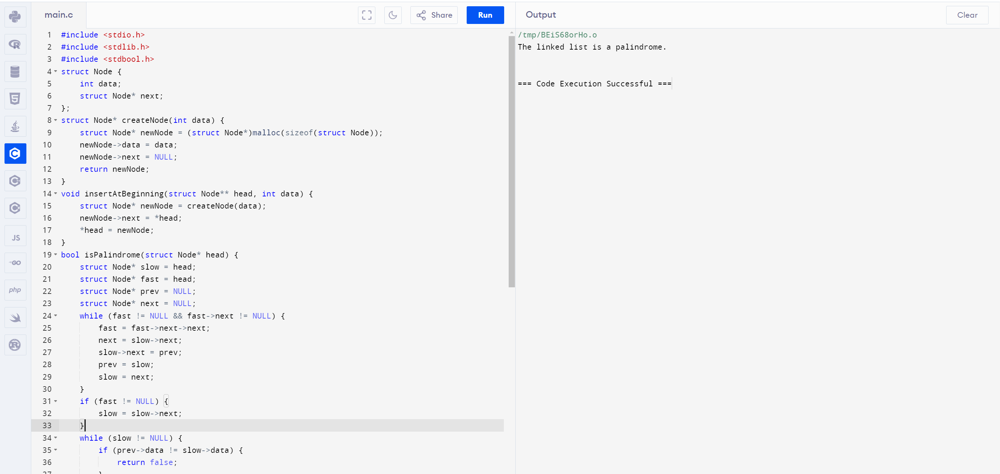 main.c
Share
Run
Output
Clear
1 #include <stdio.h>
2 #include <stdlib.h>
3 #include <stdbool.h>
4 struct Node {
5     int data;
6     struct Node* next;
7 };
8 struct Node* createNode(int data) {
9     struct Node* newNode = (struct Node*)malloc(sizeof(struct Node));
10     newNode->data = data;
11     newNode->next = NULL;
12     return newNode;
13 }
14 void insertAtBeginning(struct Node** head, int data) {
15     struct Node* newNode = createNode(data);
16     newNode->next = *head;
17     *head = newNode;
18 }
19 bool isPalindrome(struct Node* head) {
20     struct Node* slow = head;
21     struct Node* fast = head;
22     struct Node* prev = NULL;
23     struct Node* next = NULL;
24     while (fast != NULL && fast->next != NULL) {
25         fast = fast->next->next;
26         next = slow->next;
27         slow->next = prev;
28         prev = slow;
29         slow = next;
30     }
31     if (fast != NULL) {
32         slow = slow->next;
33     }
34     while (slow != NULL) {
35         if (prev->data != slow->data) {
36             return false;
37         }
/tmp/BEiS68orHo.o
The linked list is a palindrome.
=== Code Execution Successful ===
R
5
C
C
C
JS
GO
php
R